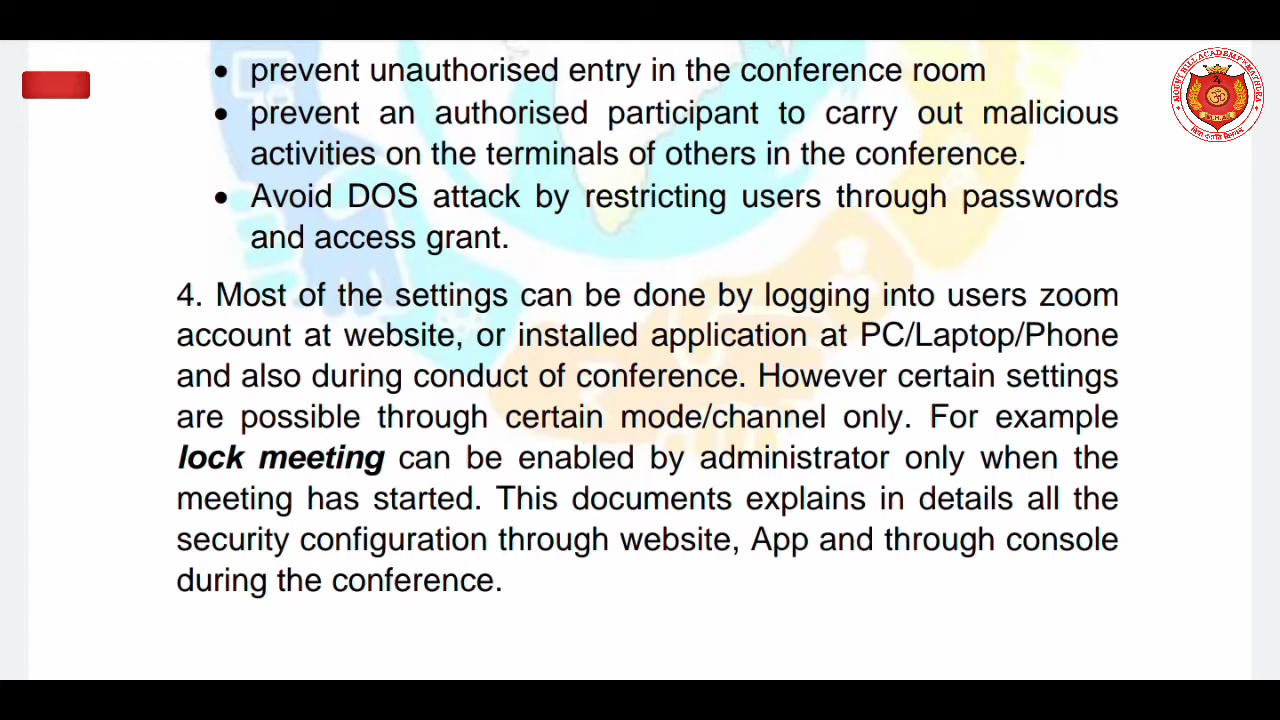 • prevent unauthorised entry in the conference room
• prevent an authorised participant to carry out malicious
activities on the terminals of others in the conference.
• Avoid DOS attack by restricting users through passwords
and access grant.
4. Most of the settings can be done by logging into users zoom
account at website, or installed application at PC/Laptop/Phone
and also during conduct of conference. However certain settings
are possible through certain mode/channel only. For example
lock meeting can be enabled by administrator only when the
meeting has started. This documents explains in details all the
security configuration through website, App and through console
during the conference.
MOUNT HILL ACADEMY MATHURA
M.H.A.